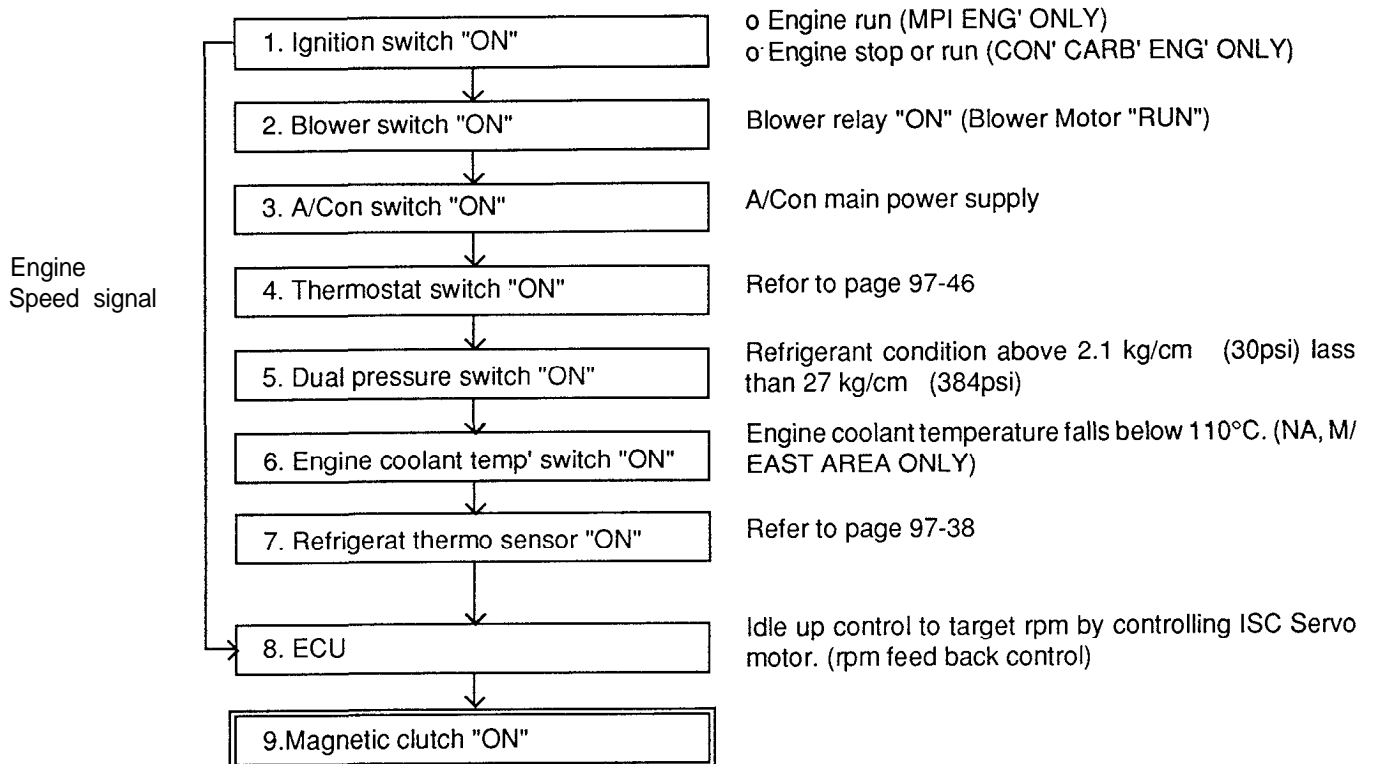 1. Ignition switch "ON"
o Engine run (MPI ENG' ONLY)
o Engine stop or run (CON' CARB' ENG' ONLY)
2. Blower switch "ON"
Blower relay "ON" (Blower Motor "RUN")
3. A/Con switch "ON"
A/Con main power supply
Engine
Speed signal
4. Thermostat switch "ON"
Refor to page 97-46
5. Dual pressure switch "ON"
Refrigerant condition above 2.1 kg/cm (30psi) lass
than 27 kg/cm (384psi)
6. Engine coolant temp' switch "ON"
Engine coolant temperature falls below 110°C. (NA, M/
EAST AREA ONLY)
7. Refrigerat thermo sensor "ON"
Refer to page 97-38
8. ECU
Idle up control to target rpm by controlling ISC Servo
motor. (rpm feed back control)
9.Magnetic clutch "ON"